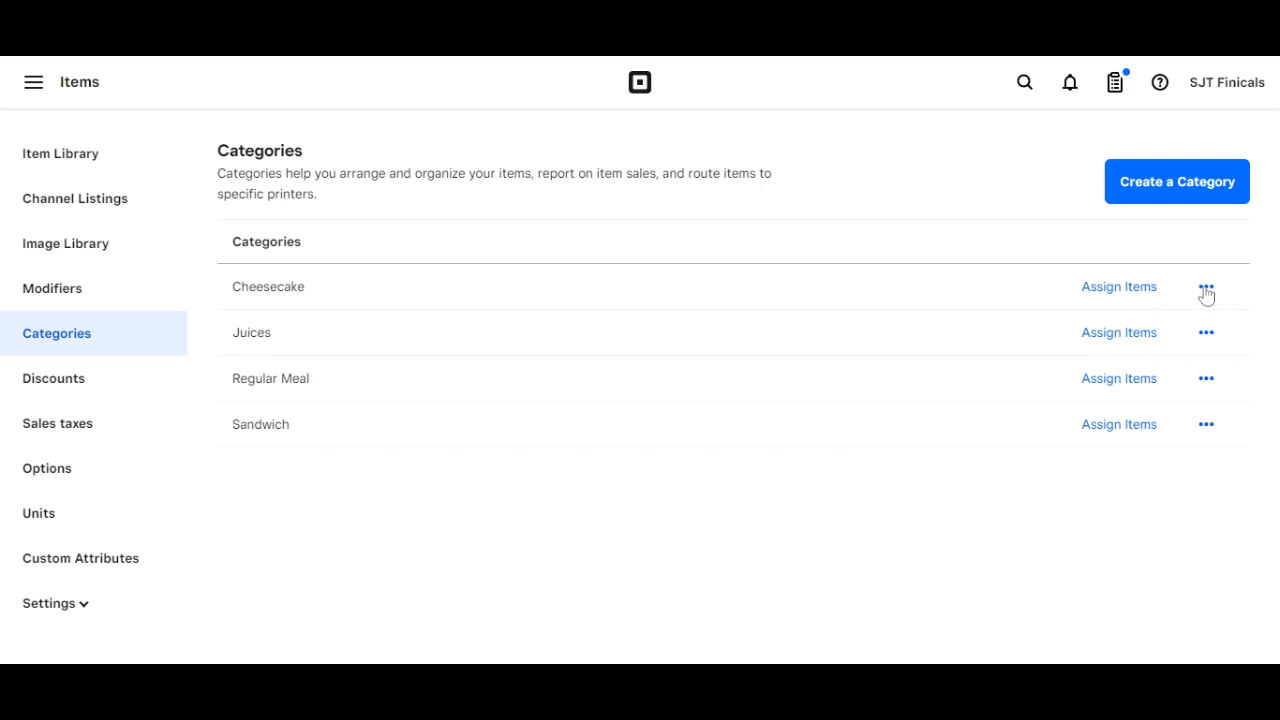 Items
SJT Finicals
Item Library
Channel Listings
Image Library
Modifiers
Categories
Discounts
Sales taxes
Options
Units
Custom Attributes
Settings
Categories
Categories help you arrange and organize your items, report on item sales, and route items to
specific printers.
Create a Category
Categories
Cheesecake Assign Items
Juices Assign Items
Regular Meal Assign Items
Sandwich Assign Items